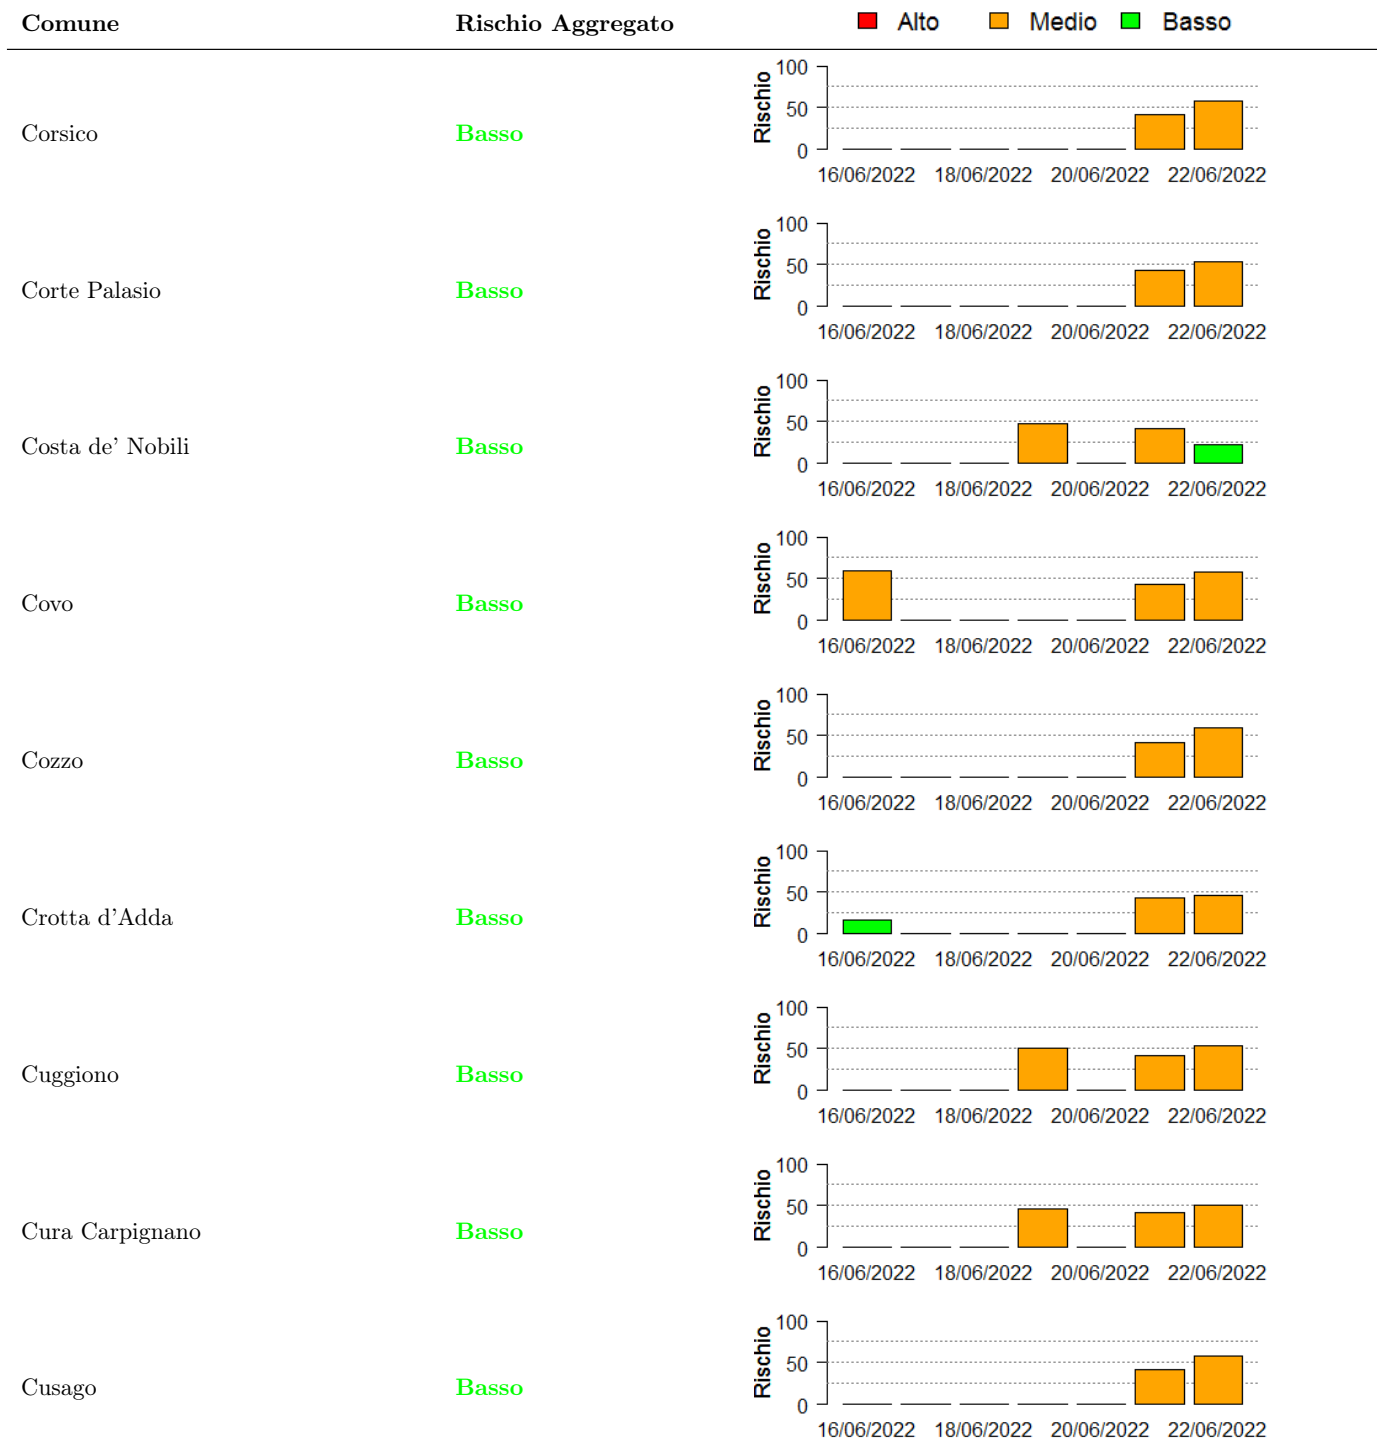 Comune Rischio Aggregato Alto Medio Basso
100
50
0
Rischio
Corsico Basso
16/06/2022 18/06/2022 20/06/2022 22/06/2022
100
50
0
Rischio
Corte Palasio Basso
16/06/2022 18/06/2022 20/06/2022 22/06/2022
100
50
0
Rischio
Costa de' Nobili Basso
16/06/2022 18/06/2022 20/06/2022 22/06/2022
100
50
0
Rischio
Covo Basso
16/06/2022 18/06/2022 20/06/2022 22/06/2022
100
50
0
Rischio
Cozzo Basso
16/06/2022 18/06/2022 20/06/2022 22/06/2022
100
50
0
Rischio
Crotta d'Adda Basso
16/06/2022 18/06/2022 20/06/2022 22/06/2022
100
50
0
Rischio
Cuggiono Basso
16/06/2022 18/06/2022 20/06/2022 22/06/2022
100
50
0
Rischio
Cura Carpignano Basso
16/06/2022 18/06/2022 20/06/2022 22/06/2022
100
50
0
Rischio
Cusago Basso
16/06/2022 18/06/2022 20/06/2022 22/06/2022